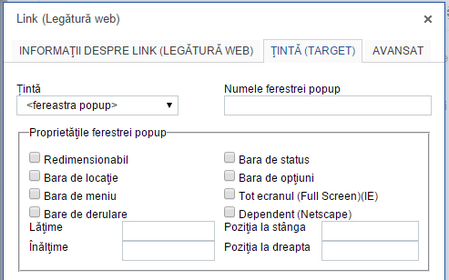 Link (Legătură web)
INFORMAȚII DESPRE LINK (LEGĂTURĂ WEB) ȚINTĂ (TARGET) AVANSAT
Țintă Numele ferestrei popup
<fereastra popup>
Proprietățile ferestrei popup
Redimensionabil Bara de status
Bara de locație Bara de opțiuni
Bara de meniu Tot ecranul (Full Screen)(IE)
Bare de derulare Dependent (Netscape)
Lățime Poziția la stânga
Înălțime Poziția la dreapta